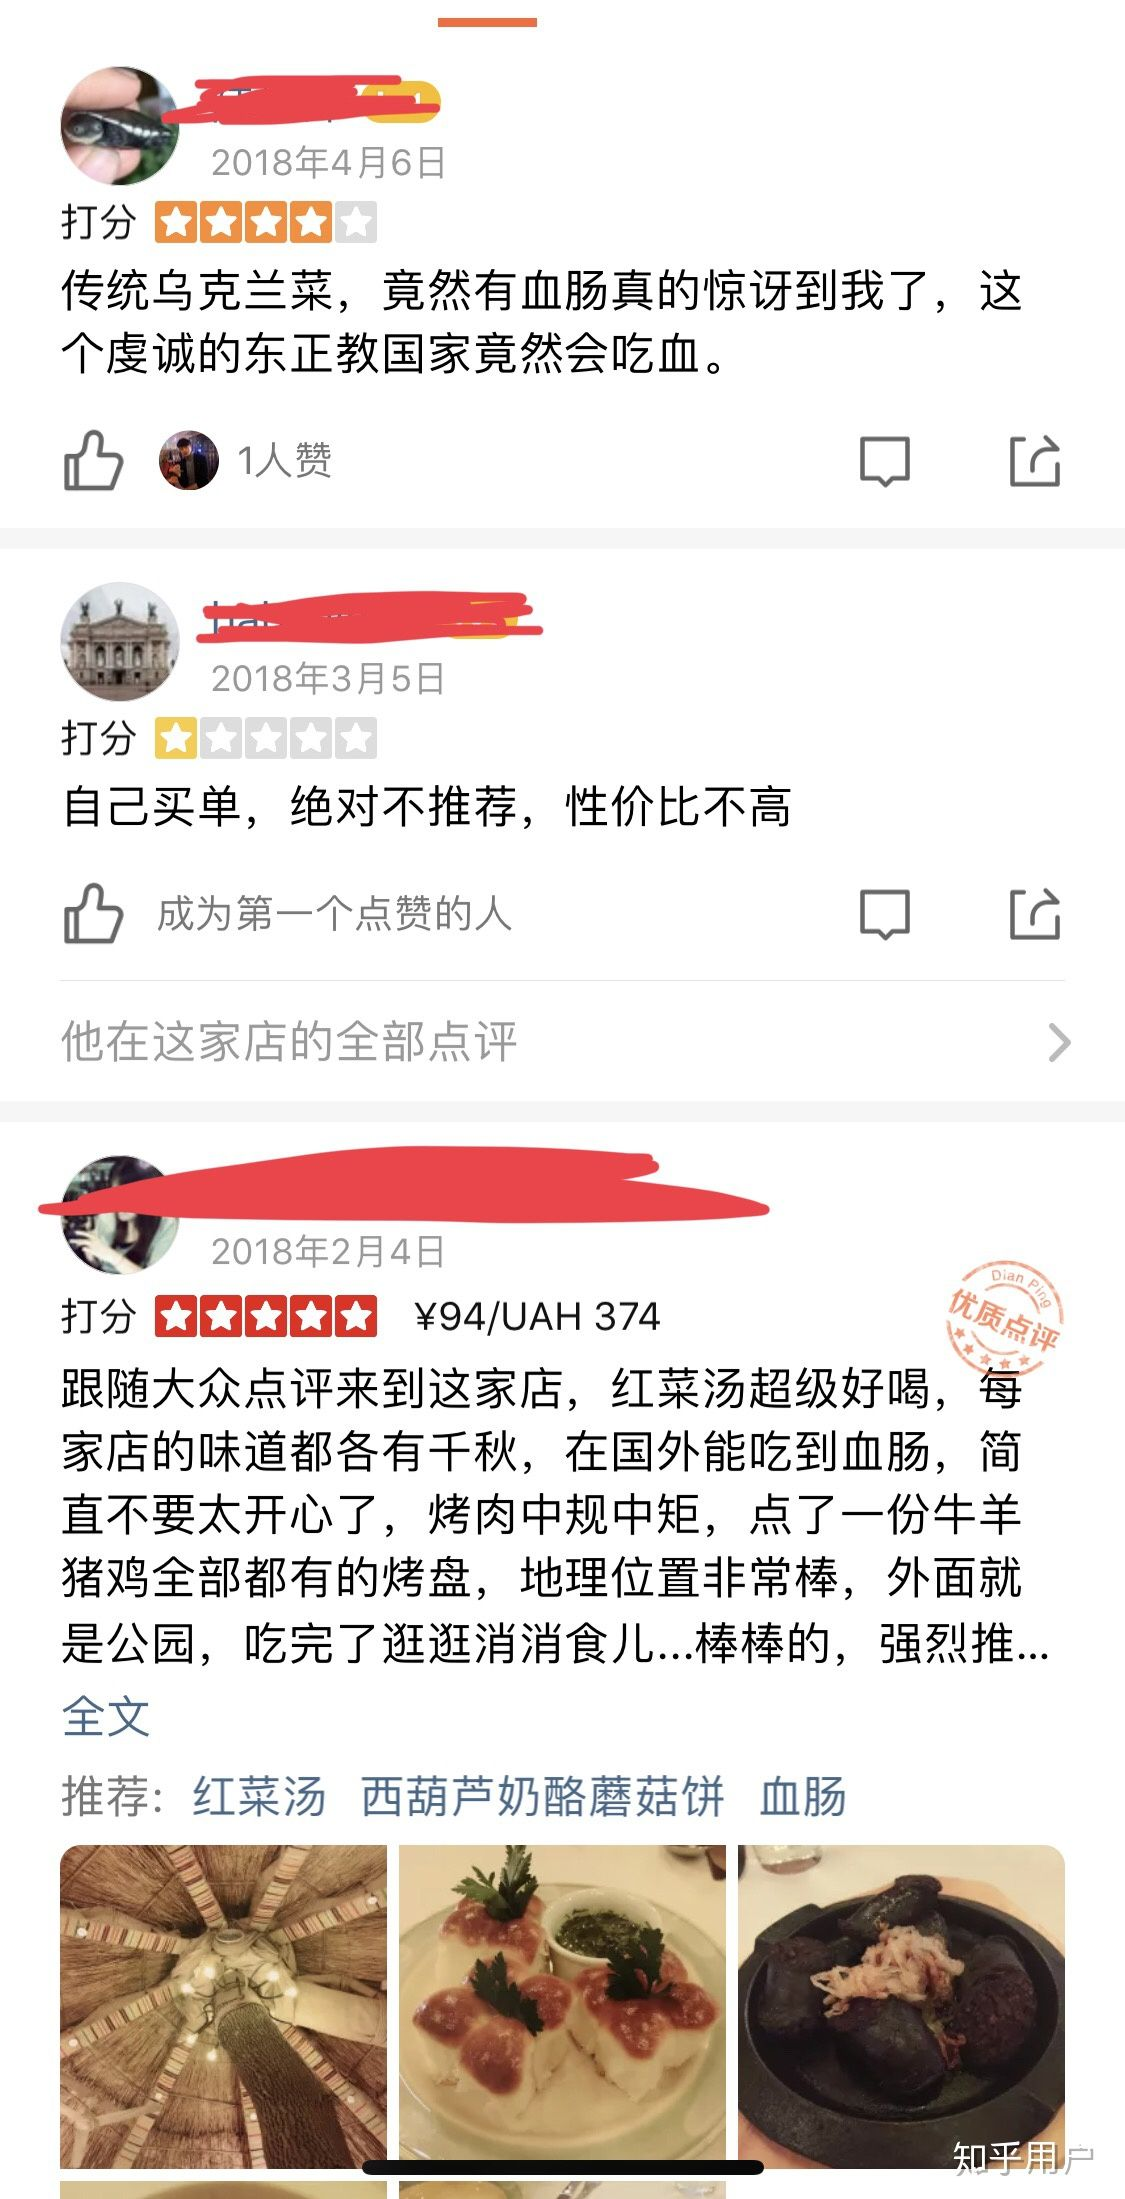 2018年4月6日
打分
传统乌克兰菜，竟然有血肠真的惊讶到我了，这
个虔诚的东正教国家竟然会吃血。
1人赞
2018年3月5日
打分
自己买单，绝对不推荐，性价比不高
成为第一个点赞的人
他在这家店的全部点评
2018年2月4日
Dian Ping
优质点评
打分 ¥94/UAH 374
跟随大众点评来到这家店，红菜汤超级好喝，每
家店的味道都各有千秋，在国外能吃到血肠，简
直不要太开心了，烤肉中规中矩，点了一份牛羊
猪鸡全部都有的烤盘，地理位置非常棒，外面就
是公园，吃完了逛逛消消食儿...棒棒的，强烈推...
全文
推荐: 红菜汤 西葫芦奶酪蘑菇饼 血肠
知乎用户